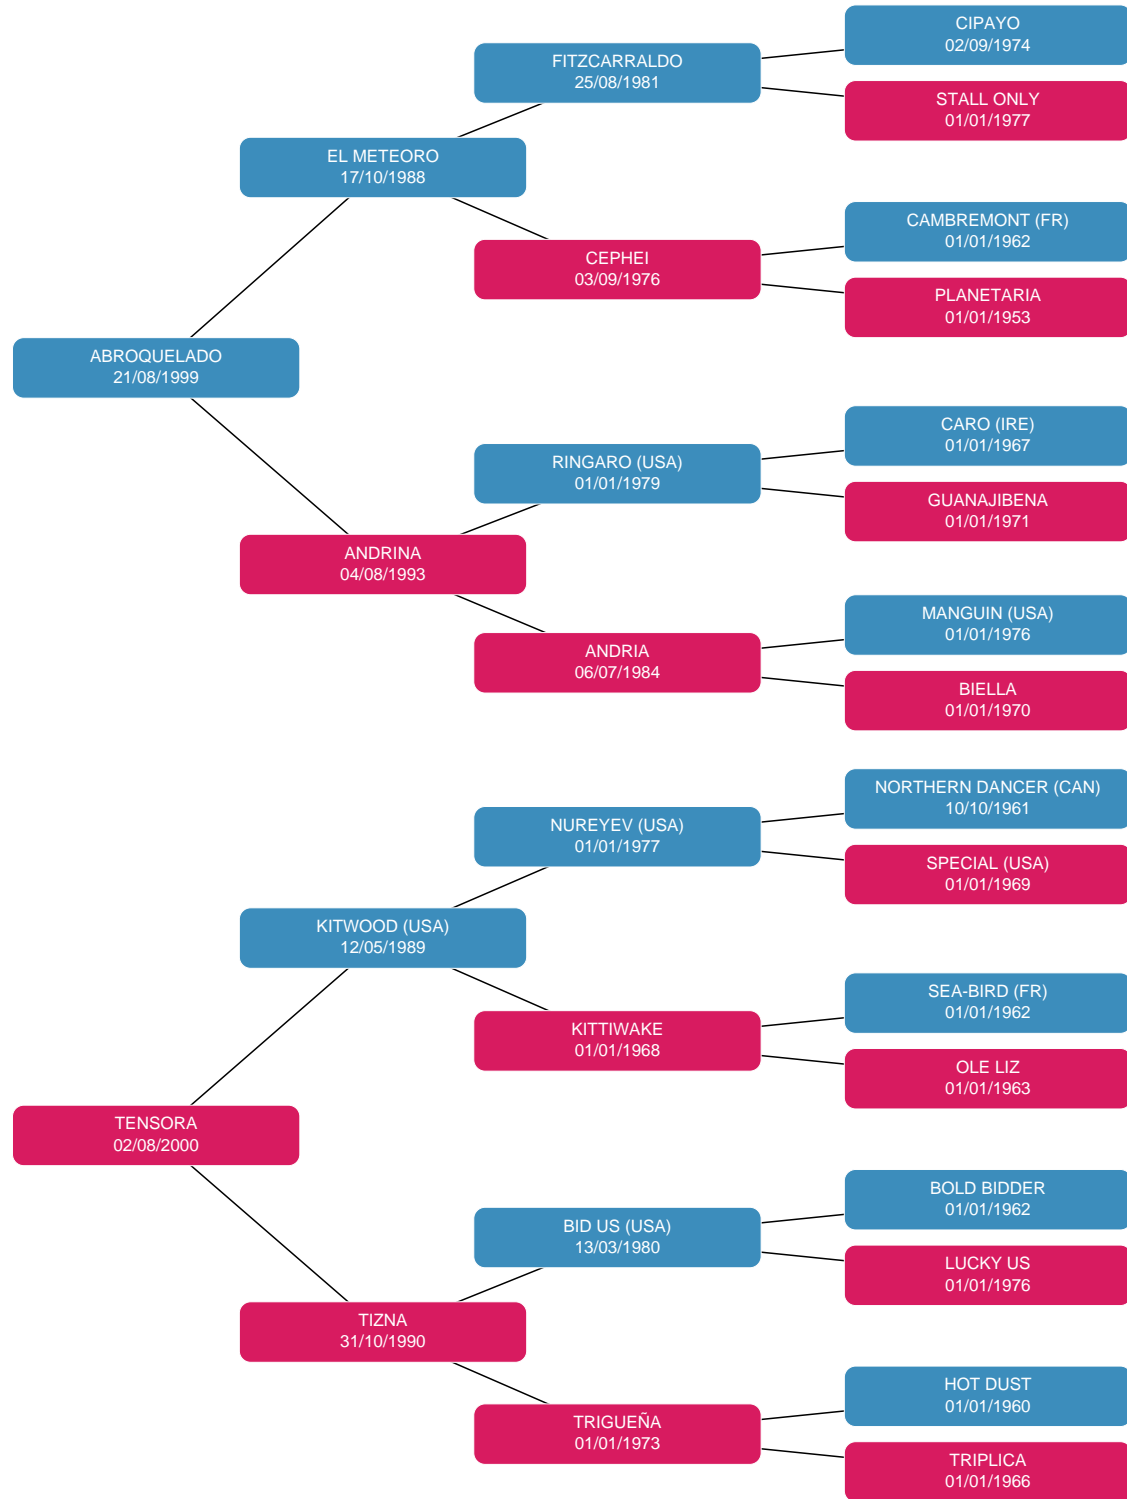 CIPAYO
02/09/1974
FITZCARRALDO
25/08/1981
STALL ONLY
01/01/1977
EL METEORO
17/10/1988
CAMBREMONT (FR)
01/01/1962
CEPHEI
03/09/1976
PLANETARIA
01/01/1953
ABROQUELADO
21/08/1999
CARO (IRE)
01/01/1967
RINGARO (USA)
01/01/1979
GUANAJIBENA
01/01/1971
ANDRINA
04/08/1993
MANGUIN (USA)
01/01/1976
ANDRIA
06/07/1984
BIELLA
01/01/1970
NORTHERN DANCER (CAN)
10/10/1961
NUREYEV (USA)
01/01/1977
SPECIAL (USA)
01/01/1969
KITWOOD (USA)
12/05/1989
SEA-BIRD (FR)
01/01/1962
KITTIWAKE
01/01/1968
OLE LIZ
01/01/1963
TENSORA
02/08/2000
BOLD BIDDER
01/01/1962
BID US (USA)
13/03/1980
LUCKY US
01/01/1976
TIZNA
31/10/1990
HOT DUST
01/01/1960
TRIGUEÑA
01/01/1973
TRIPLICA
01/01/1966